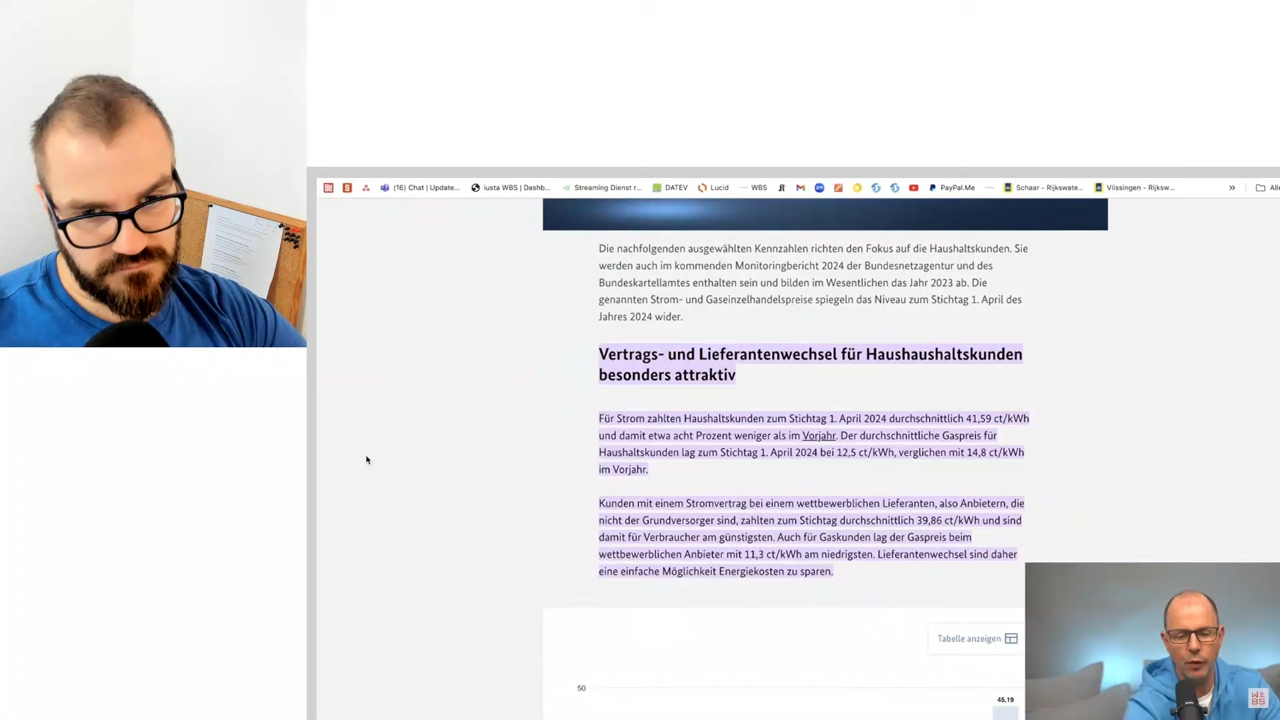 (16) Chat | Update... iusta WBS | Dashb... Streaming Dienst r... DATEV Lucid WBS PayPal.Me Schaar - Rijkswate... Vlissingen - Rijksw... » Alle
Die nachfolgenden ausgewählten Kennzahlen richten den Fokus auf die Haushaltskunden. Sie
werden auch im kommenden Monitoringbericht 2024 der Bundesnetzagentur und des
Bundeskartellamtes enthalten sein und bilden im Wesentlichen das Jahr 2023 ab. Die
genannten Strom- und Gaseinzelhandelspreise spiegeln das Niveau zum Stichtag 1. April des
Jahres 2024 wider.
Vertrags- und Lieferantenwechsel für Haushaushaltskunden
besonders attraktiv
Für Strom zahlten Haushaltskunden zum Stichtag 1. April 2024 durchschnittlich 41,59 ct/kWh
und damit etwa acht Prozent weniger als im Vorjahr. Der durchschnittliche Gaspreis für
Haushaltskunden lag zum Stichtag 1. April 2024 bei 12,5 ct/kWh, verglichen mit 14,8 ct/kWh
im Vorjahr.
Kunden mit einem Stromvertrag bei einem wettbewerblichen Lieferanten, also Anbietern, die
nicht der Grundversorger sind, zahlten zum Stichtag durchschnittlich 39,86 ct/kWh und sind
damit für Verbraucher am günstigsten. Auch für Gaskunden lag der Gaspreis beim
wettbewerblichen Anbieter mit 11,3 ct/kWh am niedrigsten. Lieferantenwechsel sind daher
eine einfache Möglichkeit Energiekosten zu sparen.
Tabelle anzeigen
50
45,19
WBS